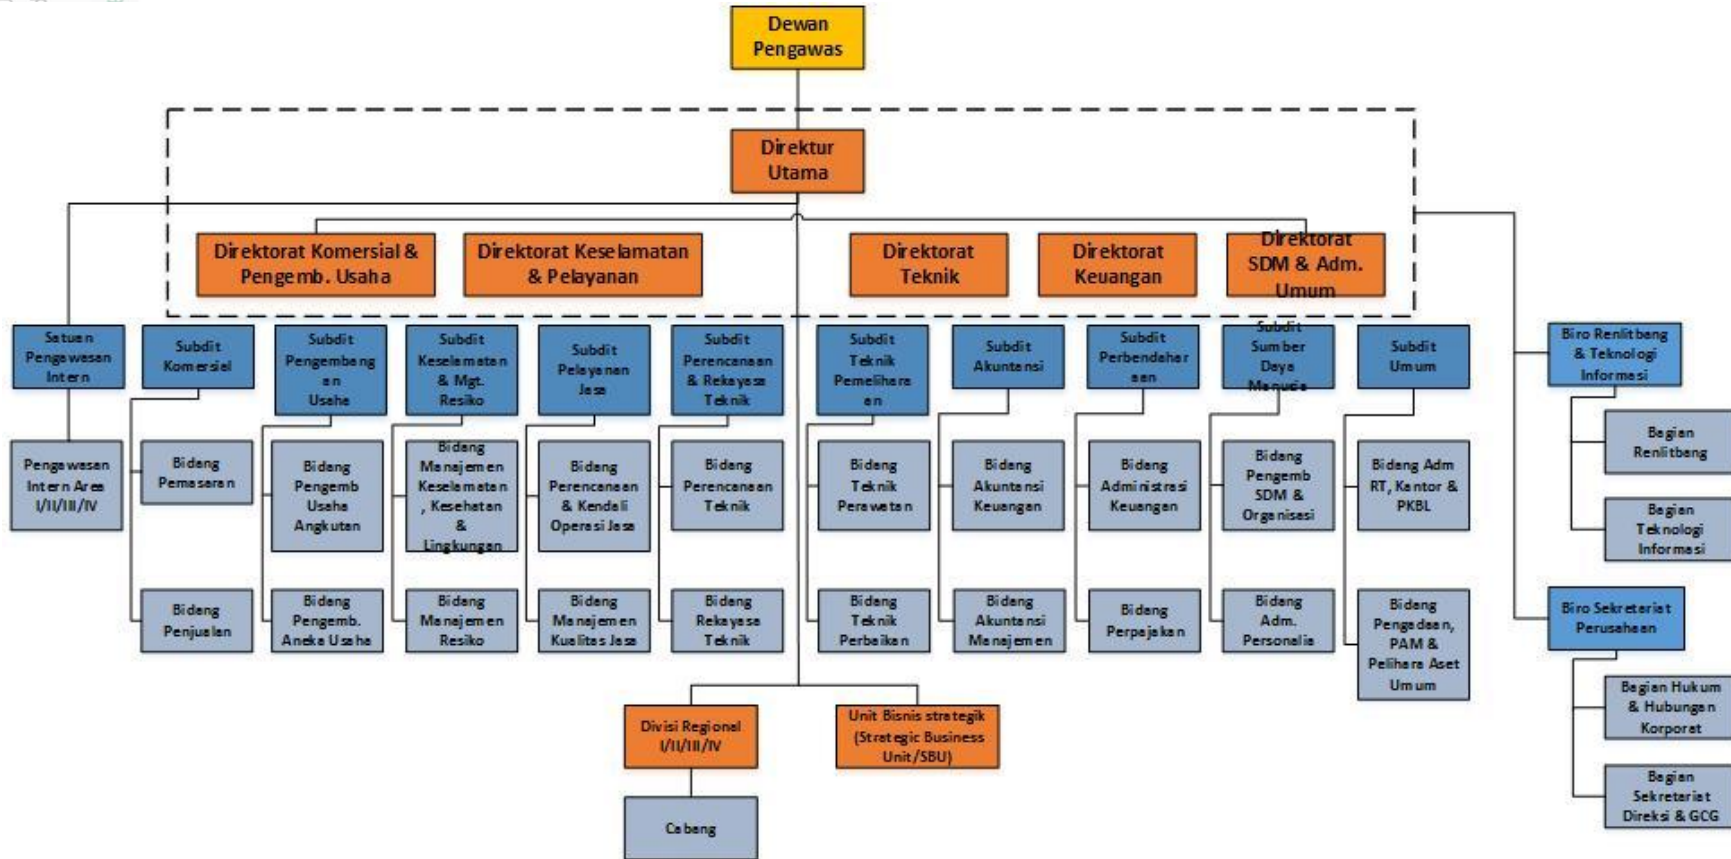 Dewan
Pengawas
Direktur
Utama
Direktorat Komersial &
Pengemb. Usaha
Direktorat Keselamatan
& Pelayanan
Direktorat
Teknik
Direktorat
Keuangan
Direktorat
SDM & Adm.
Umum
Satuan
Pengawasan
Intern
Subdit
Komersial
Subdit
Pengembang
an
Usaha
Subdit
Keselamatan
& Mgt.
Resiko
Subdit
Pelayanan
Jasa
Subdit
Perencanaan
& Rekayasa
Teknik
Subdit
Teknik
Pemelihara
an
Subdit
Akuntansi
Subdit
Perbendahar
aan
Subdit
Sumber
Daya
Manusia
Subdit
Umum
Biro Renlitbang
& Teknologi
Informasi
Pengawasan
Intern Area
I/II/III/IV
Bidang
Pemasaran
Bidang
Pengemb
Usaha
Angkutan
Bidang
Manajemen
Keselamatan
, Kesehatan
&
Lingkungan
Bidang
Perencanaan
& Kendali
Operasi Jasa
Bidang
Perencanaan
Teknik
Bidang
Teknik
Perawatan
Bidang
Akuntansi
Keuangan
Bidang
Administrasi
Keuangan
Bidang
Pengemb
SDM &
Organisasi
Bidang Adm
RT, Kantor &
PKBL
Bagian
Renlitbang
Bagian
Teknologi
Informasi
Bidang
Penjualan
Bidang
Pengemb.
Aneka Usaha
Bidang
Manajemen
Resiko
Bidang
Manajemen
Kualitas Jasa
Bidang
Rekayasa
Teknik
Bidang
Teknik
Perbaikan
Bidang
Akuntansi
Manajemen
Bidang
Perpajakan
Bidang
Adm.
Personalia
Bidang
Pengadaan,
PAM &
Pelihara Aset
Umum
Biro Sekretariat
Perusahaan
Bagian Hukum
& Hubungan
Korporat
Bagian
Sekretariat
Direksi & GCG
Divisi Regional
I/II/III/IV
Unit Bisnis strategik
(Strategic Business
Unit/SBU)
Cabang